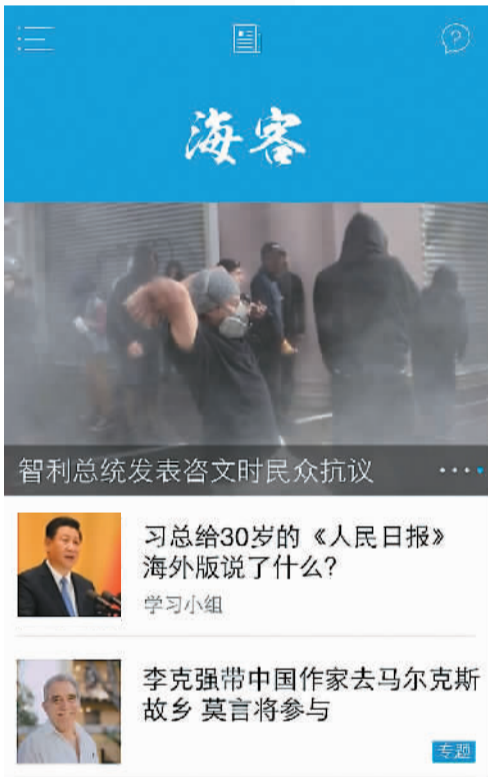 海客
智利总统发表咨文时民众抗议
习总给30岁的《人民日报》
海外版说了什么?
学习小组
李克强带中国作家去马尔克斯
故乡 莫言将参与
专题